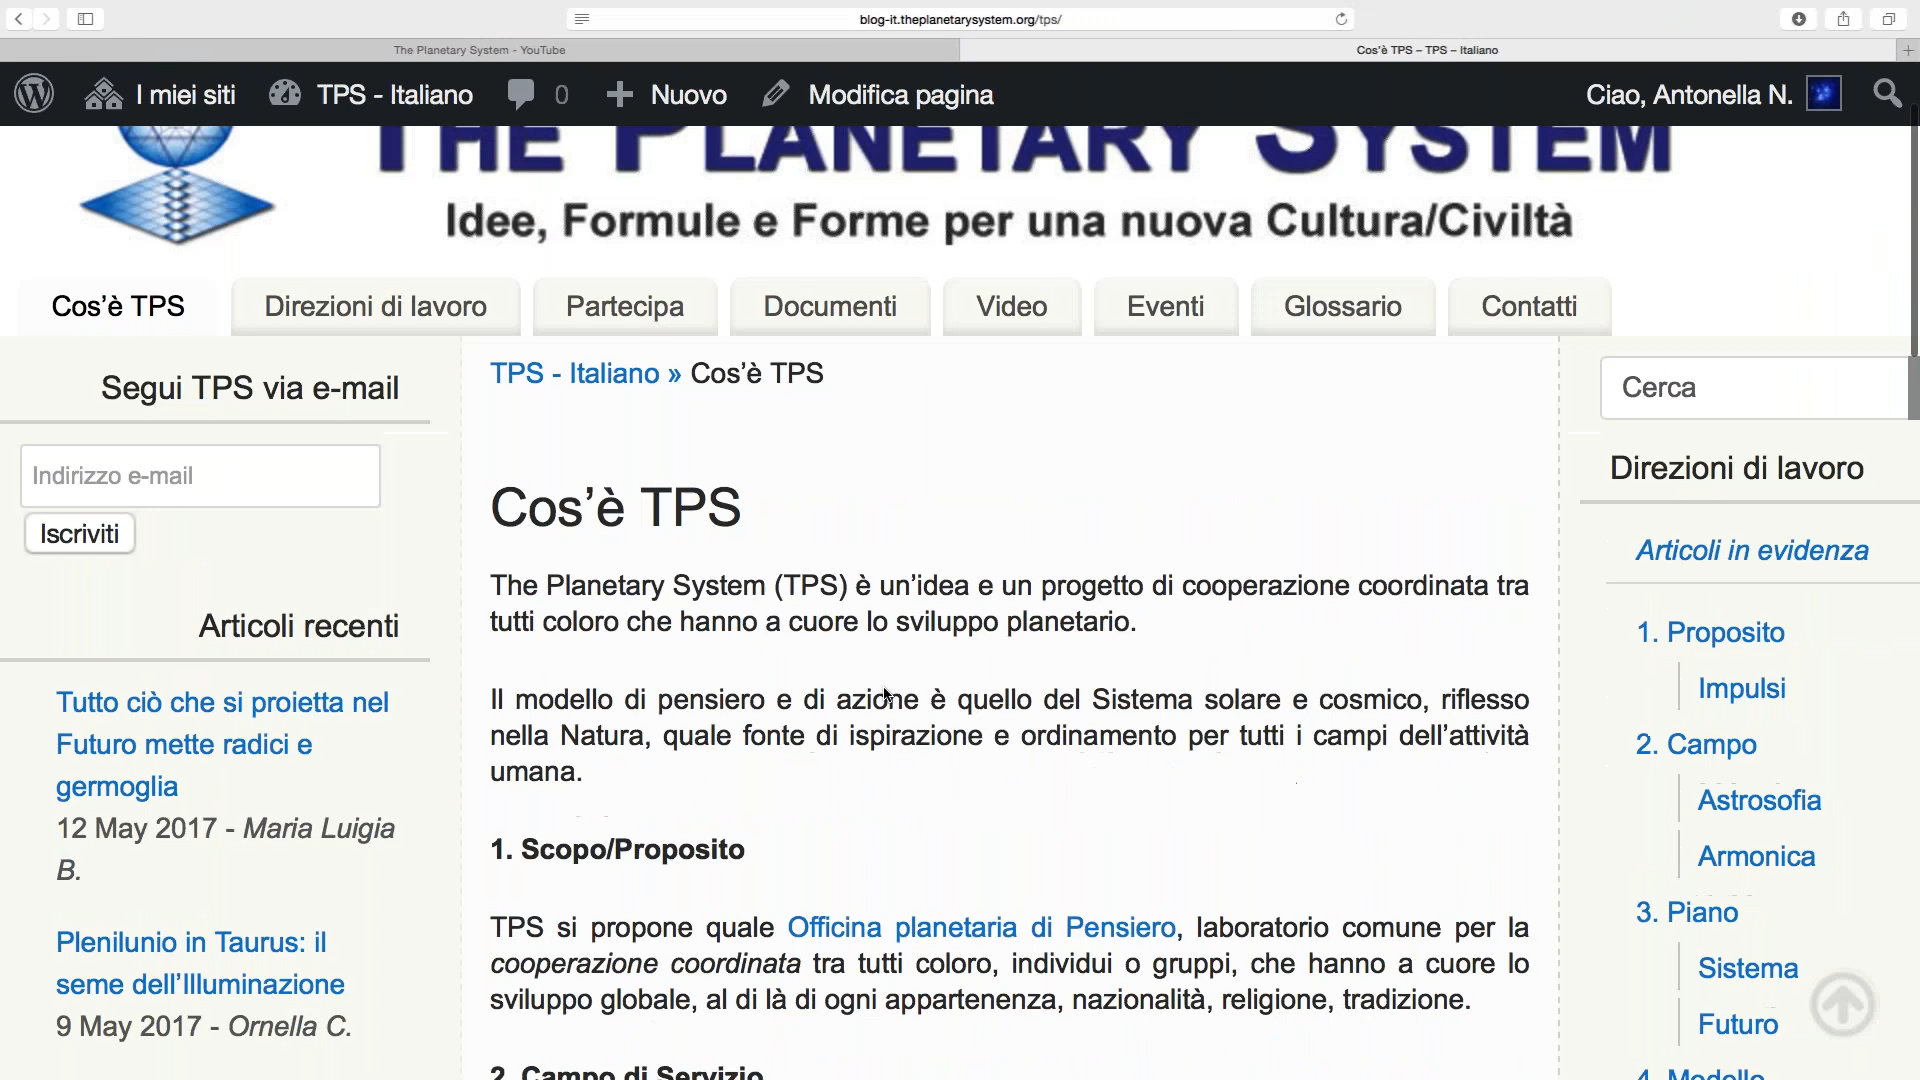 blog-it.theplanetarysystem.org/tps/
The Planetary System - YouTube
Cos'è TPS – TPS – Italiano
I miei siti
TPS - Italiano
0
Nuovo
Modifica pagina
Ciao, Antonella N.
THE PLANETARY SYSTEM
Idee, Formule e Forme per una nuova Cultura/Civiltà
Cos'è TPS
Direzioni di lavoro
Partecipa
Documenti
Video
Eventi
Glossario
Contatti
Segui TPS via e-mail
Indirizzo e-mail
Iscriviti
Articoli recenti
Tutto ciò che si proietta nel
Futuro mette radici e
germoglia
12 May 2017 - Maria Luigia
B.
Plenilunio in Taurus: il
seme dell'Illuminazione
9 May 2017 - Ornella C.
TPS - Italiano » Cos'è TPS
Cos'è TPS
The Planetary System (TPS) è un'idea e un progetto di cooperazione coordinata tra
tutti coloro che hanno a cuore lo sviluppo planetario.
Il modello di pensiero e di azione è quello del Sistema solare e cosmico, riflesso
nella Natura, quale fonte di ispirazione e ordinamento per tutti i campi dell'attività
umana.
1. Scopo/Proposito
TPS si propone quale Officina planetaria di Pensiero, laboratorio comune per la
cooperazione coordinata tra tutti coloro, individui o gruppi, che hanno a cuore lo
sviluppo globale, al di là di ogni appartenenza, nazionalità, religione, tradizione.
2. Campo di Servizio
Cerca
Direzioni di lavoro
Articoli in evidenza
1. Proposito
Impulsi
2. Campo
Astrosofia
Armonica
3. Piano
Sistema
Futuro
4. Modello